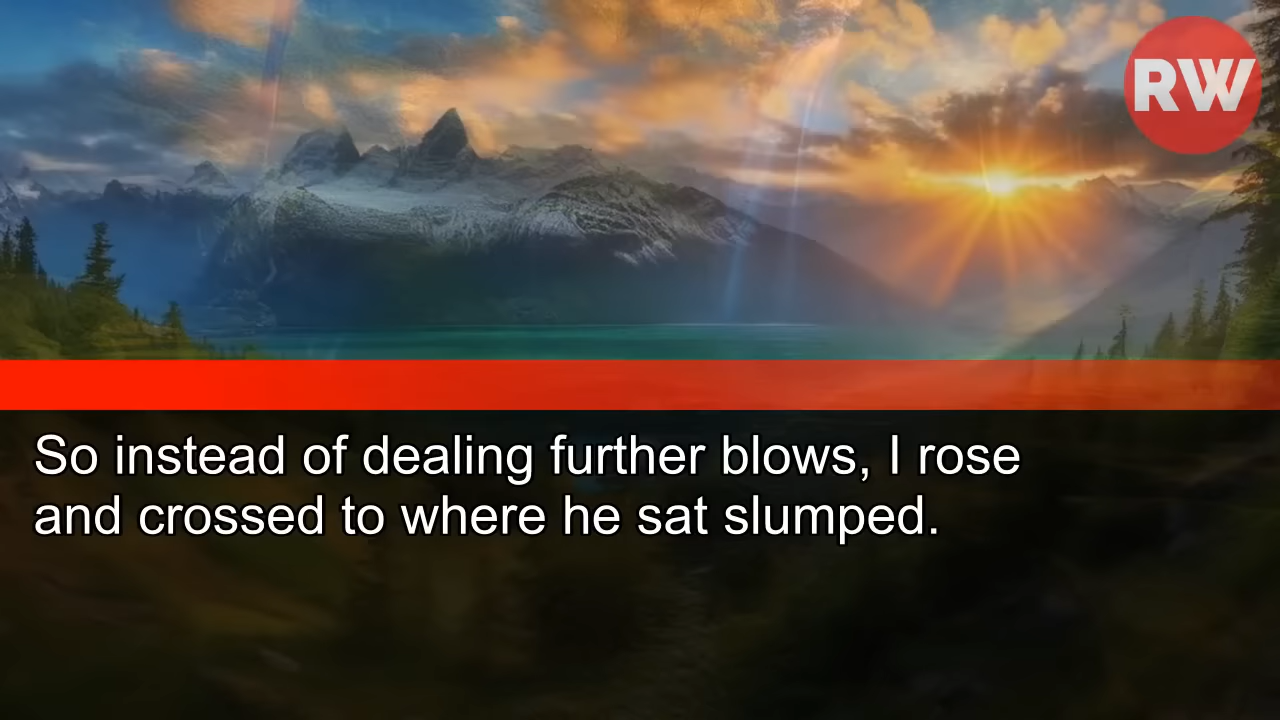 RW
So instead of dealing further blows, I rose
and crossed to where he sat slumped.